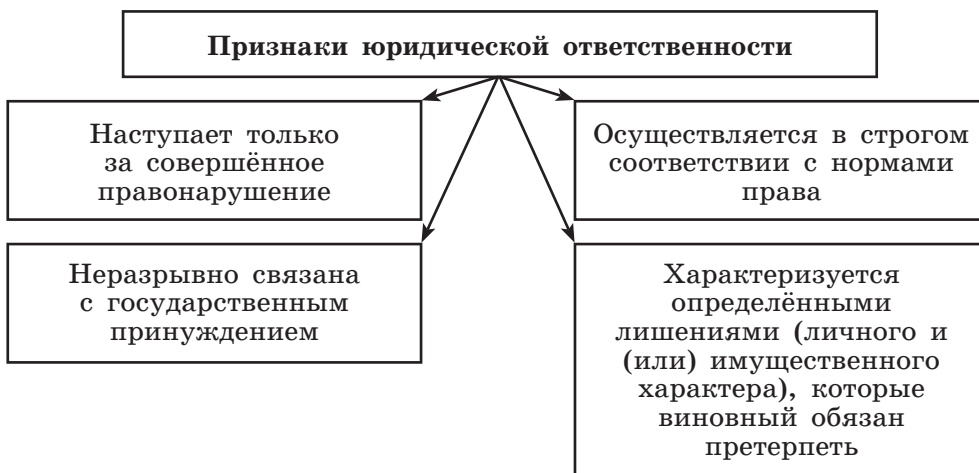 Признаки юридической ответственности
Наступает только
за совершённое
правонарушение
Осуществляется в строгом
соответствии с нормами
права
Неразрывно связана
с государственным
принуждением
Характеризуется
определёнными
лишениями (личного и
(или) имущественного
характера), которые
виновный обязан
претерпеть